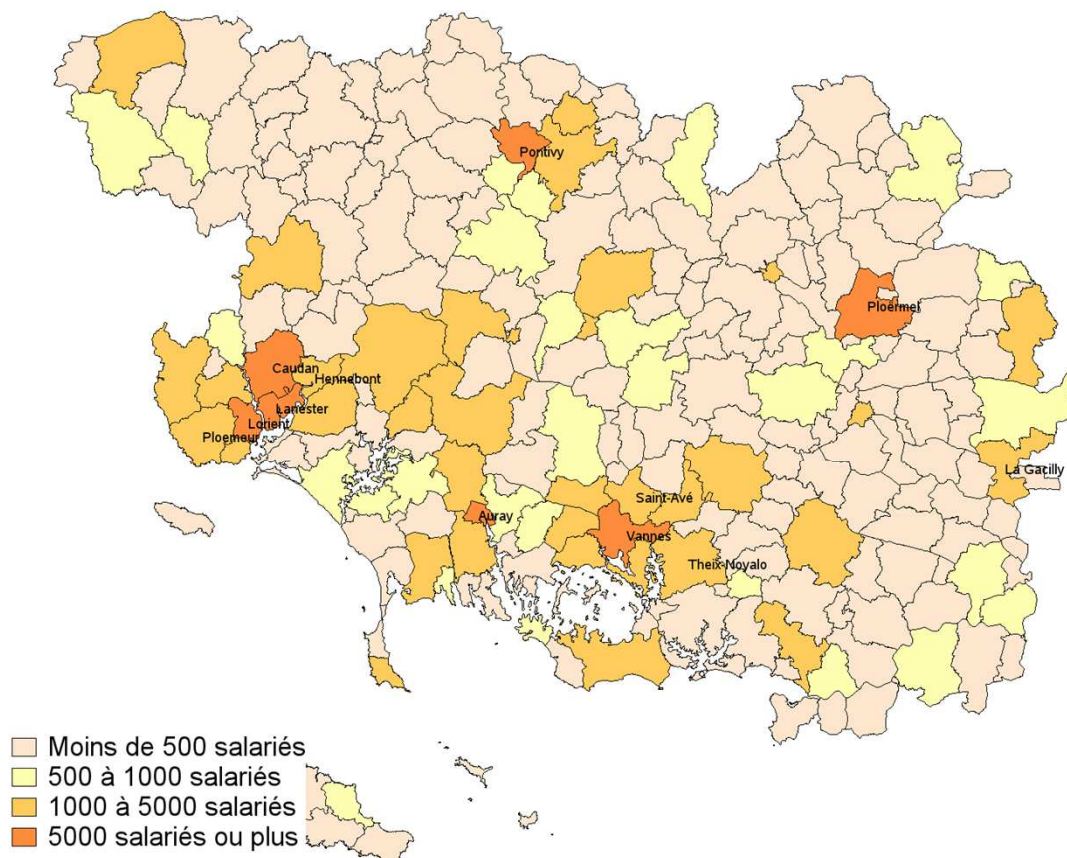 Pontivy
Ploërmel
Caudan
Hennebont
Lanester
Lorient
Ploemeur
La Gacilly
Saint-Avé
Auray
Vannes
Theix-Noyalo
Moins de 500 salariés
500 à 1000 salariés
1000 à 5000 salariés
5000 salariés ou plus